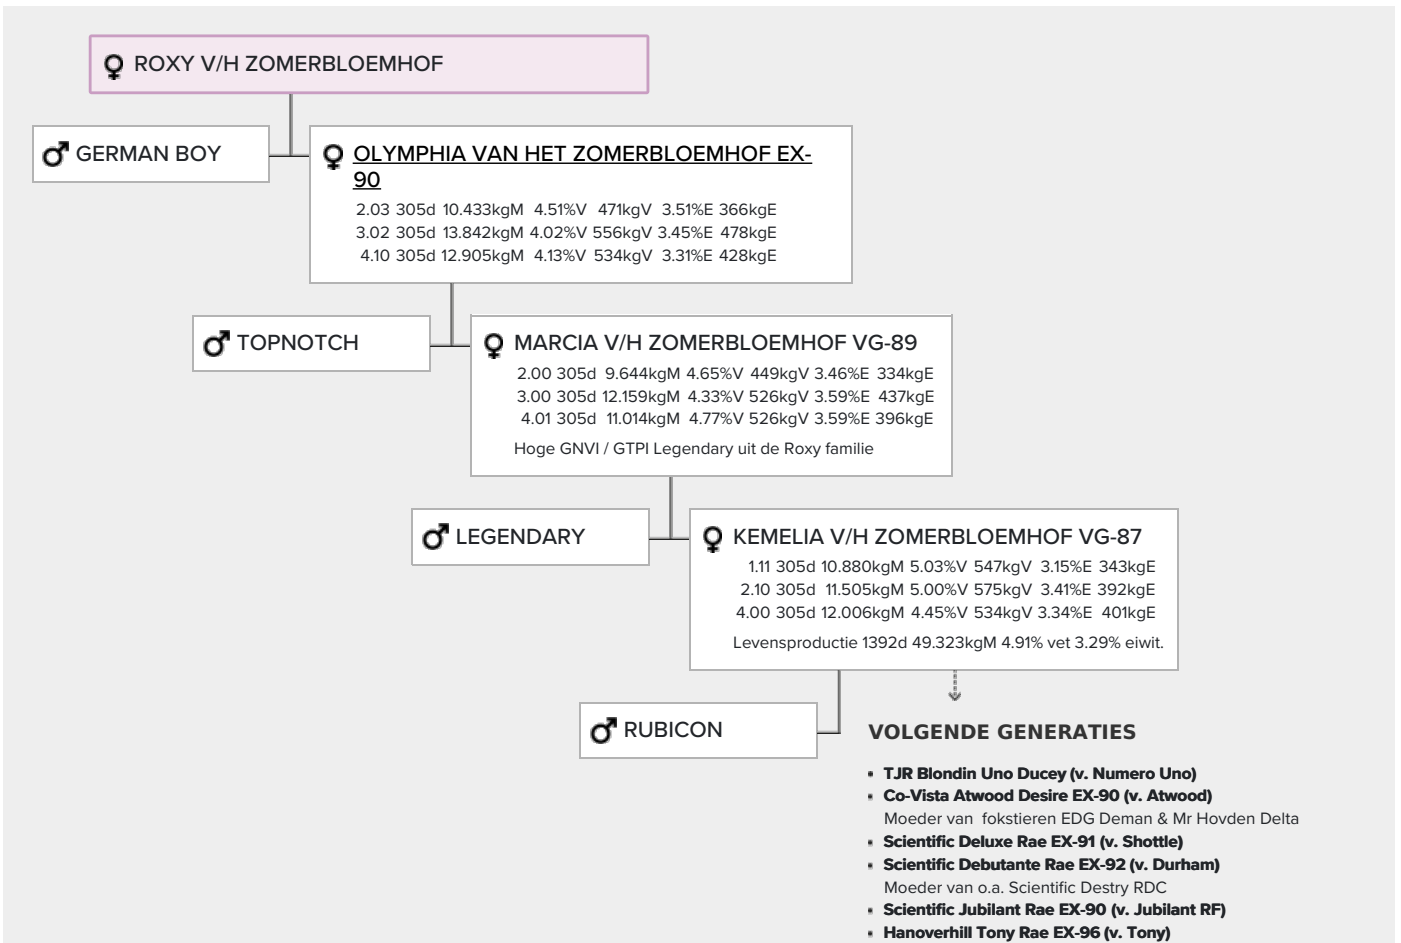 ROXY V/H ZOMERBLOEMHOF
GERMAN BOY
OLYMPHIA VAN HET ZOMERBLOEMHOF EX-
90
2.03 305d 10.433kgM 4.51%V 471kgV 3.51%E 366kgE
3.02 305d 13.842kgM 4.02%V 556kgV 3.45%E 478kgE
4.10 305d 12.905kgM 4.13%V 534kgV 3.31%E 428kgE
TOPNOTCH
MARCIA V/H ZOMERBLOEMHOF VG-89
2.00 305d 9.644kgM 4.65%V 449kgV 3.46%E 334kgE
3.00 305d 12.159kgM 4.33%V 526kgV 3.59%E 437kgE
4.01 305d 11.014kgM 4.77%V 526kgV 3.59%E 396kgE
Hoge GNVI / GTPI Legendary uit de Roxy familie
LEGENDARY
KEMELIA V/H ZOMERBLOEMHOF VG-87
1.11 305d 10.880kgM 5.03%V 547kgV 3.15%E 343kgE
2.10 305d 11.505kgM 5.00%V 575kgV 3.41%E 392kgE
4.00 305d 12.006kgM 4.45%V 534kgV 3.34%E 401kgE
Levensproductie 1392d 49.323kgM 4.91% vet 3.29% eiwit.
RUBICON
VOLGENDE GENERATIES
• TJR Blondin Uno Ducey (v. Numero Uno)
• Co-Vista Atwood Desire EX-90 (v. Atwood)
Moeder van fokstieren EDG Deman & Mr Hovden Delta
• Scientific Deluxe Rae EX-91 (v. Shottle)
• Scientific Debutante Rae EX-92 (v. Durham)
Moeder van o.a. Scientific Destry RDC
• Scientific Jubilant Rae EX-90 (v. Jubilant RF)
• Hanoverhill Tony Rae EX-96 (v. Tony)